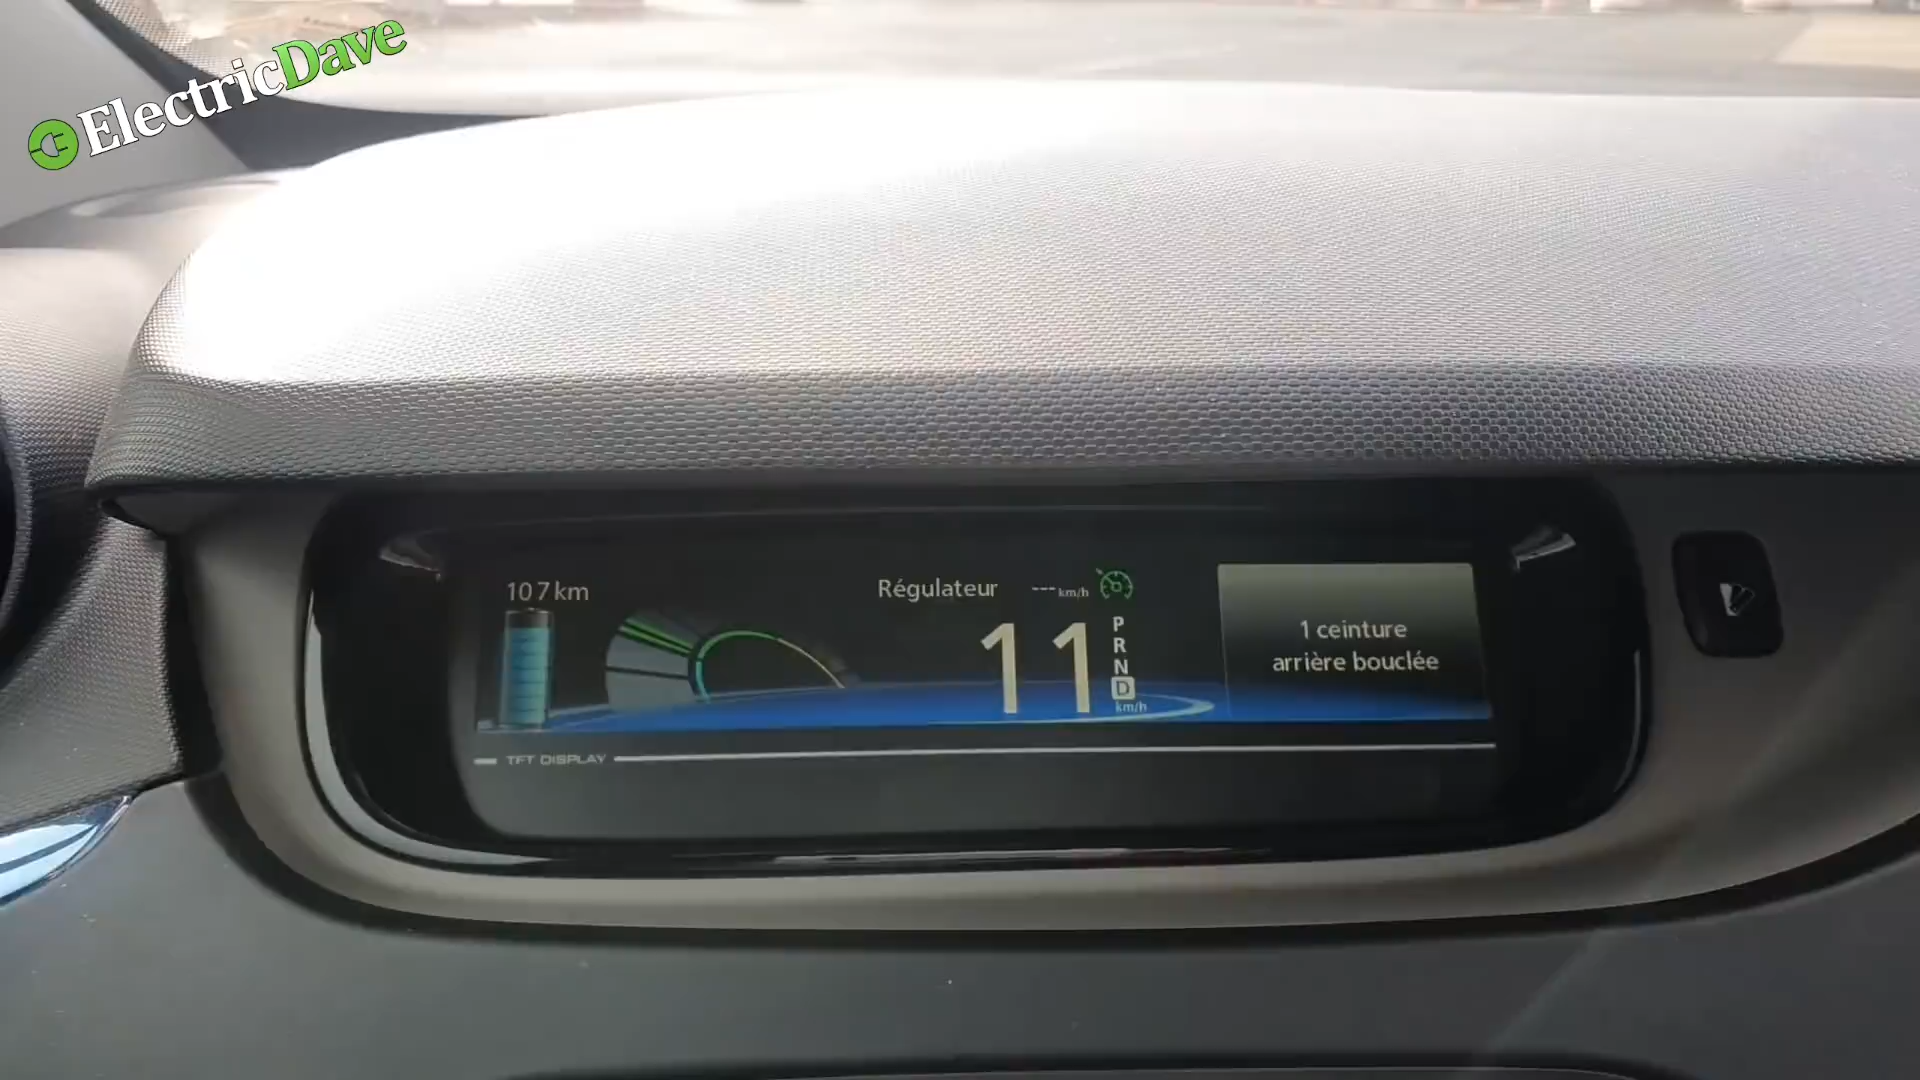 ElectricDave
107 km
Régulateur ---km/h
11
P
R
N
D
km/h
1 ceinture
arrière bouclée
TFT DISPLAY